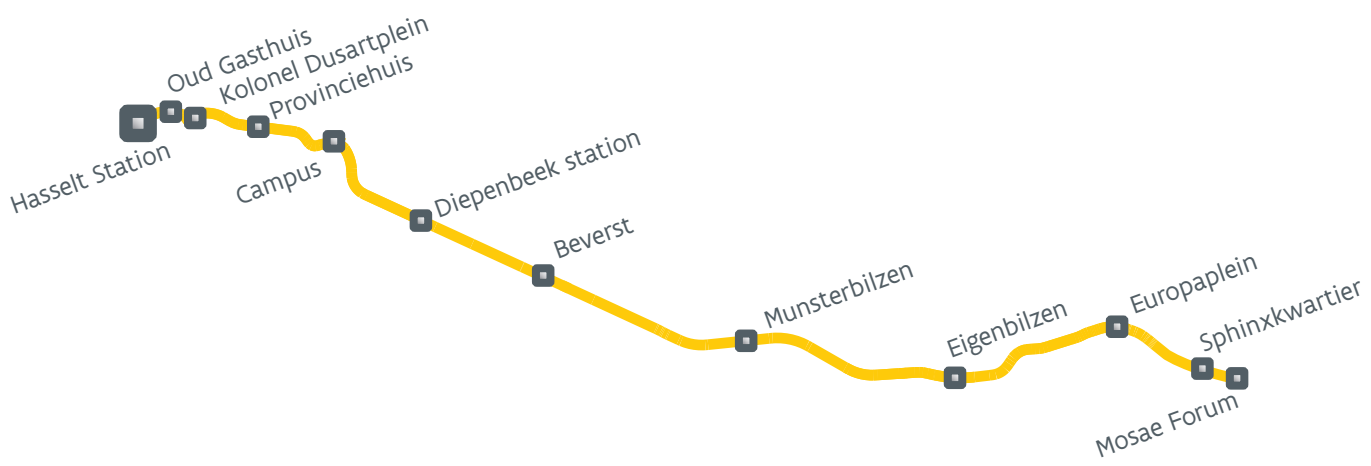 Hasselt Station
Oud Gasthuis
Kolonel Dusartplein
Provinciehuis
Campus
Diepenbeek station
Beverst
Munsterbilzen
Eigenbilzen
Europaplein
Sphinxkwartier
Mosae Forum